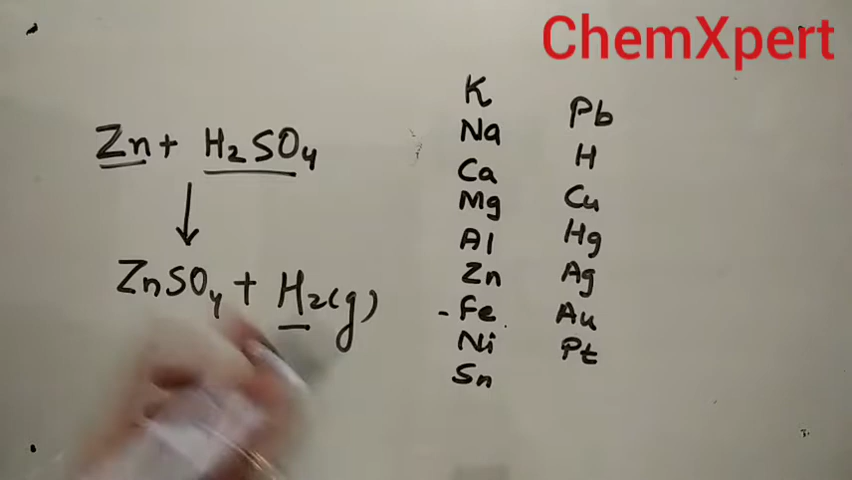 ChemXpert
Zn + H2SO4
↓
ZnSO4 + H2(g)
K
Na
Ca
Mg
Al
Zn
- Fe
Ni
Sn
Pb
H
Cu
Hg
Ag
Au
Pt